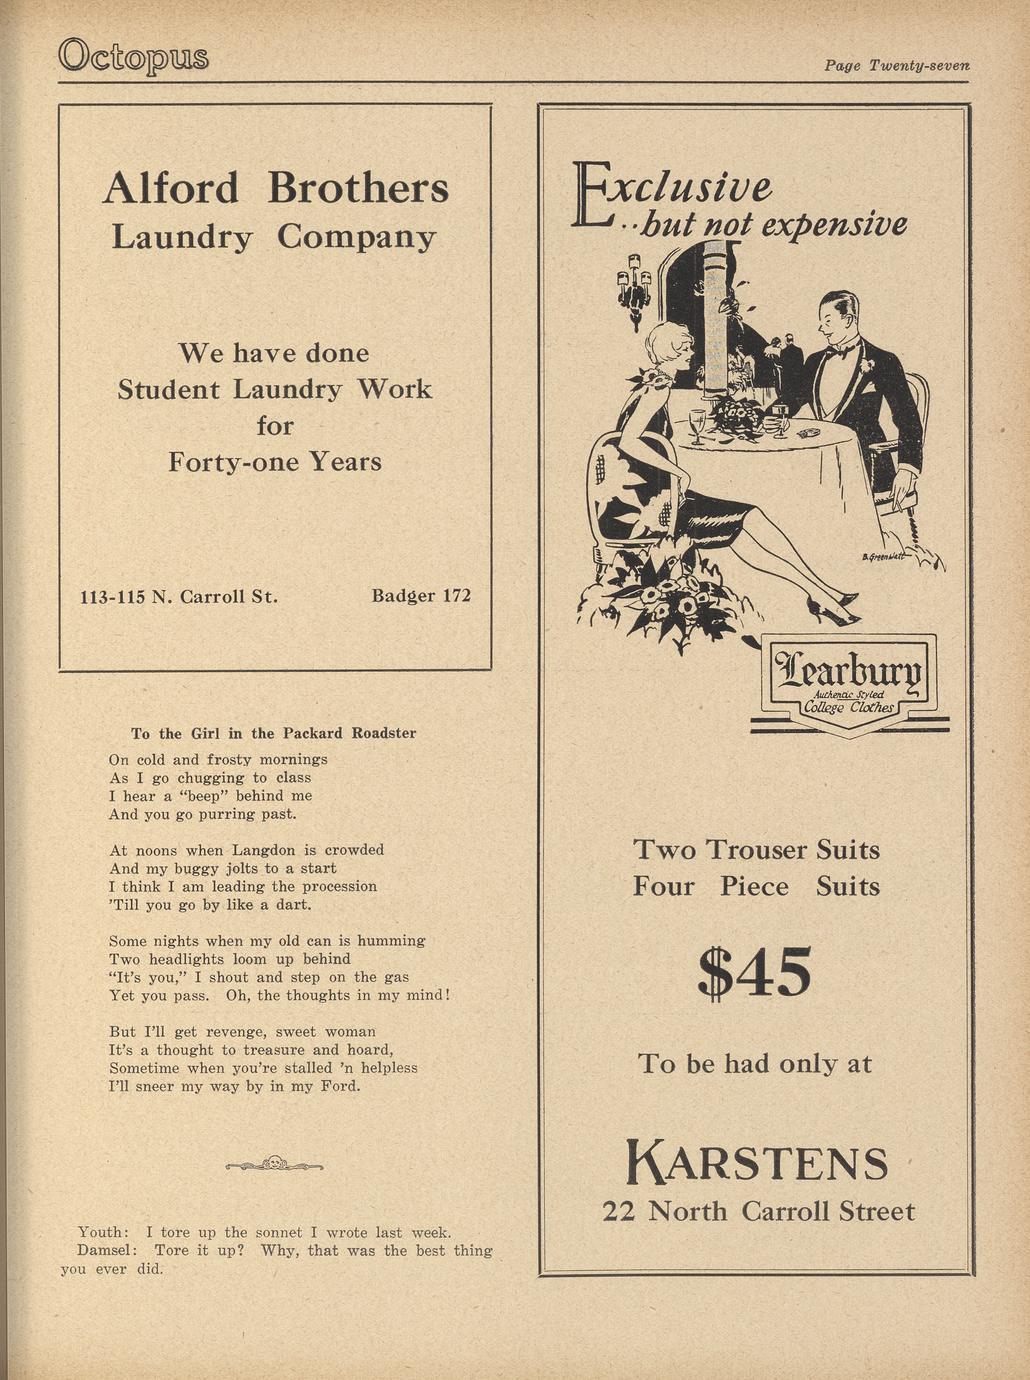 Octopus
Page Twenty-seven
Alford Brothers
Laundry Company
We have done
Student Laundry Work
for
Forty-one Years
113-115 N. Carroll St. Badger 172
To the Girl in the Packard Roadster
On cold and frosty mornings
As I go chugging to class
I hear a “beep” behind me
And you go purring past.
At noons when Langdon is crowded
And my buggy jolts to a start
I think I am leading the procession
’Till you go by like a dart.
Some nights when my old can is humming
Two headlights loom up behind
“It’s you,” I shout and step on the gas
Yet you pass. Oh, the thoughts in my mind!
But I’ll get revenge, sweet woman
It’s a thought to treasure and hoard,
Sometime when you’re stalled ’n helpless
I’ll sneer my way by in my Ford.
Youth: I tore up the sonnet I wrote last week.
Damsel: Tore it up? Why, that was the best thing
you ever did.
Exclusive
..but not expensive
B. Greenblatt
Learbury
Authentic Styled
College Clothes
Two Trouser Suits
Four Piece Suits
$45
To be had only at
KARSTENS
22 North Carroll Street